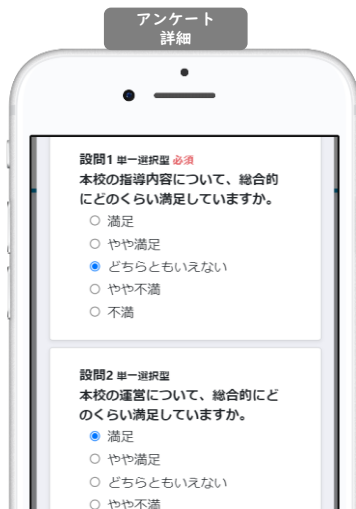 アンケート
詳細
設問1 単一選択型 必須
本校の指導内容について、総合的
にどのくらい満足していますか。
満足
やや満足
どちらともいえない
やや不満
不満
設問2 単一選択型
本校の運営について、総合的にど
のくらい満足していますか。
満足
やや満足
どちらともいえない
やや不満